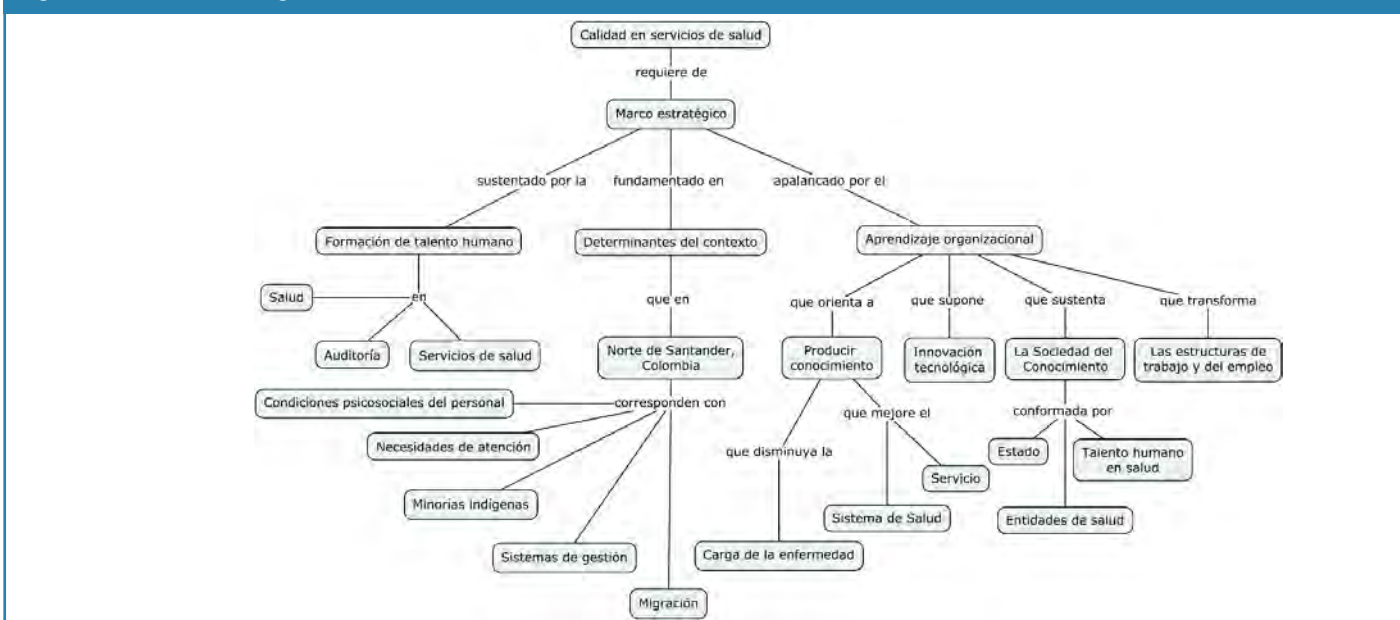 Calidad en servicios de salud
requiere de
Marco estratégico
sustentado por la
fundamentado en
apalancado por el
Formación de talento humano
Determinantes del contexto
Aprendizaje organizacional
Salud
en
que en
que orienta a
que supone
que sustenta
que transforma
Auditoría
Servicios de salud
Norte de Santander,
Colombia
Producir
conocimiento
Innovación
tecnológica
La Sociedad del
Conocimiento
Las estructuras de
trabajo y del empleo
Condiciones psicosociales del personal
corresponden con
que mejore el
conformada por
Necesidades de atención
que disminuya la
Estado
Talento humano
en salud
Servicio
Minorias indígenas
Sistema de Salud
Entidades de salud
Sistemas de gestión
Carga de la enfermedad
Migración